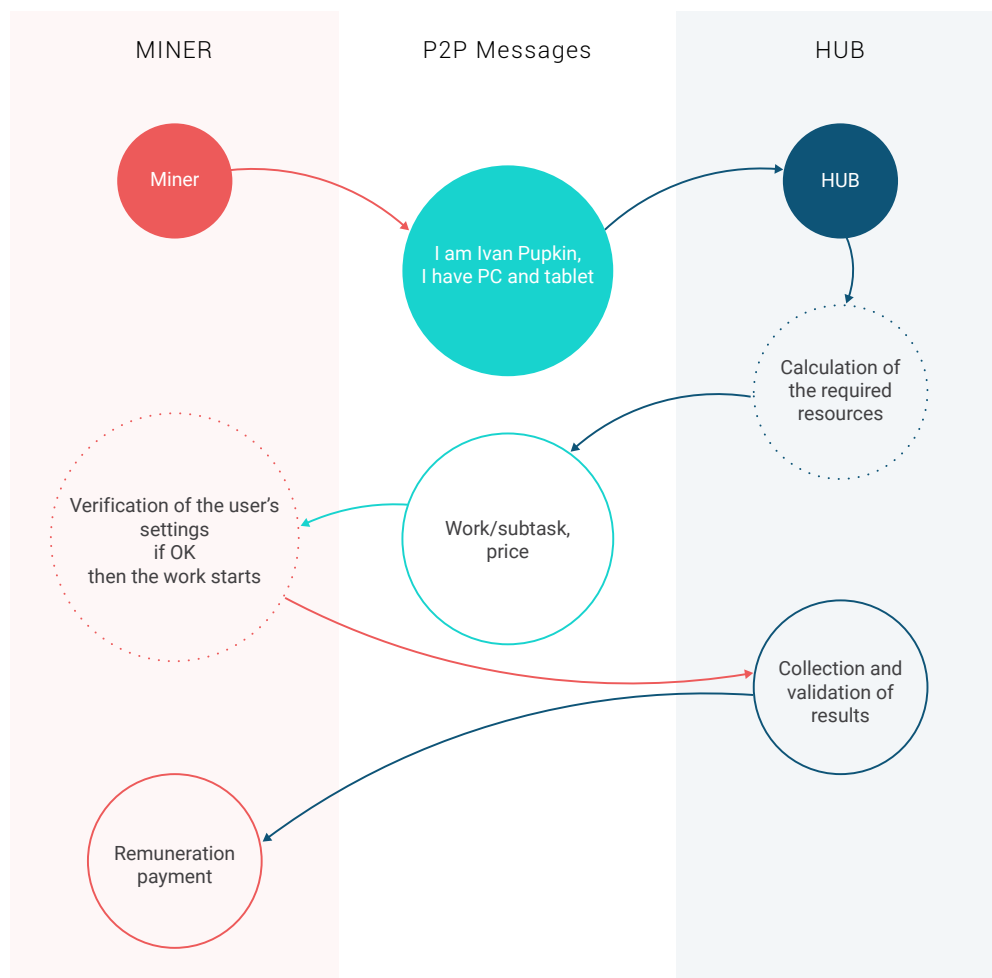 MINER
P2P Messages
HUB
Miner
I am Ivan Pupkin,
I have PC and tablet
HUB
Calculation of
the required
resources
Verification of the user’s
settings
if OK
then the work starts
Work/subtask,
price
Collection and
validation of
results
Remuneration
payment